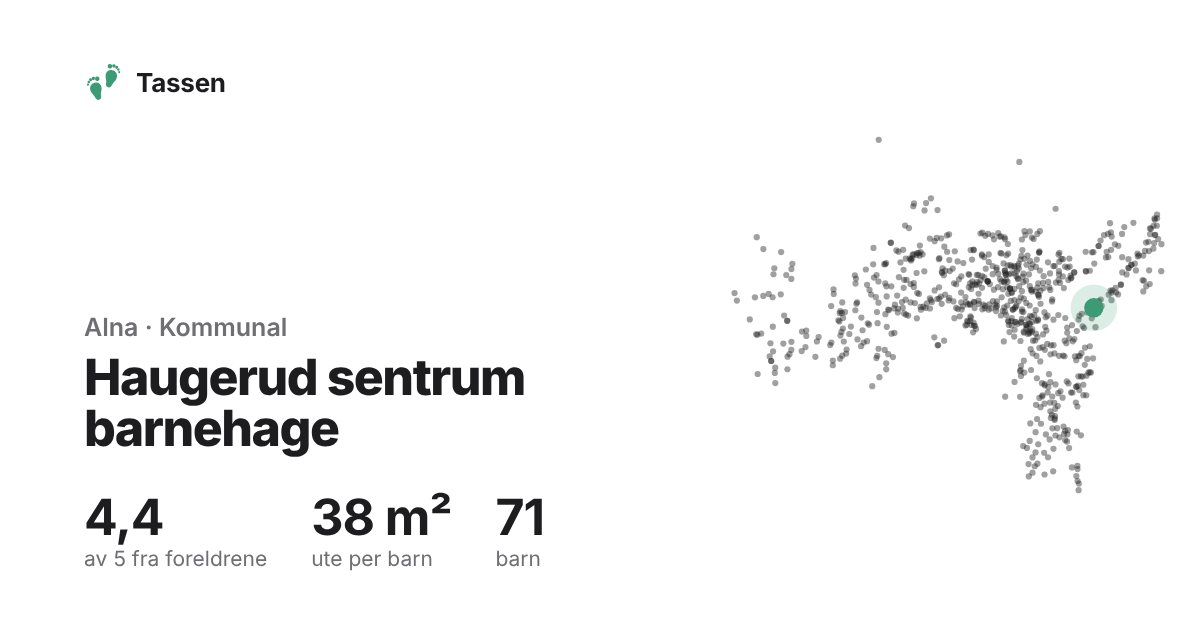 Tassen
Alna · Kommunal
Haugerud sentrum
barnehage
4,4
av 5 fra foreldrene
38 m²
ute per barn
71
barn